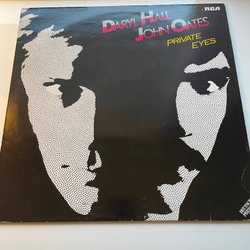 RCA
DARYL HALL
JOHN OATES
PRIVATE
EYES